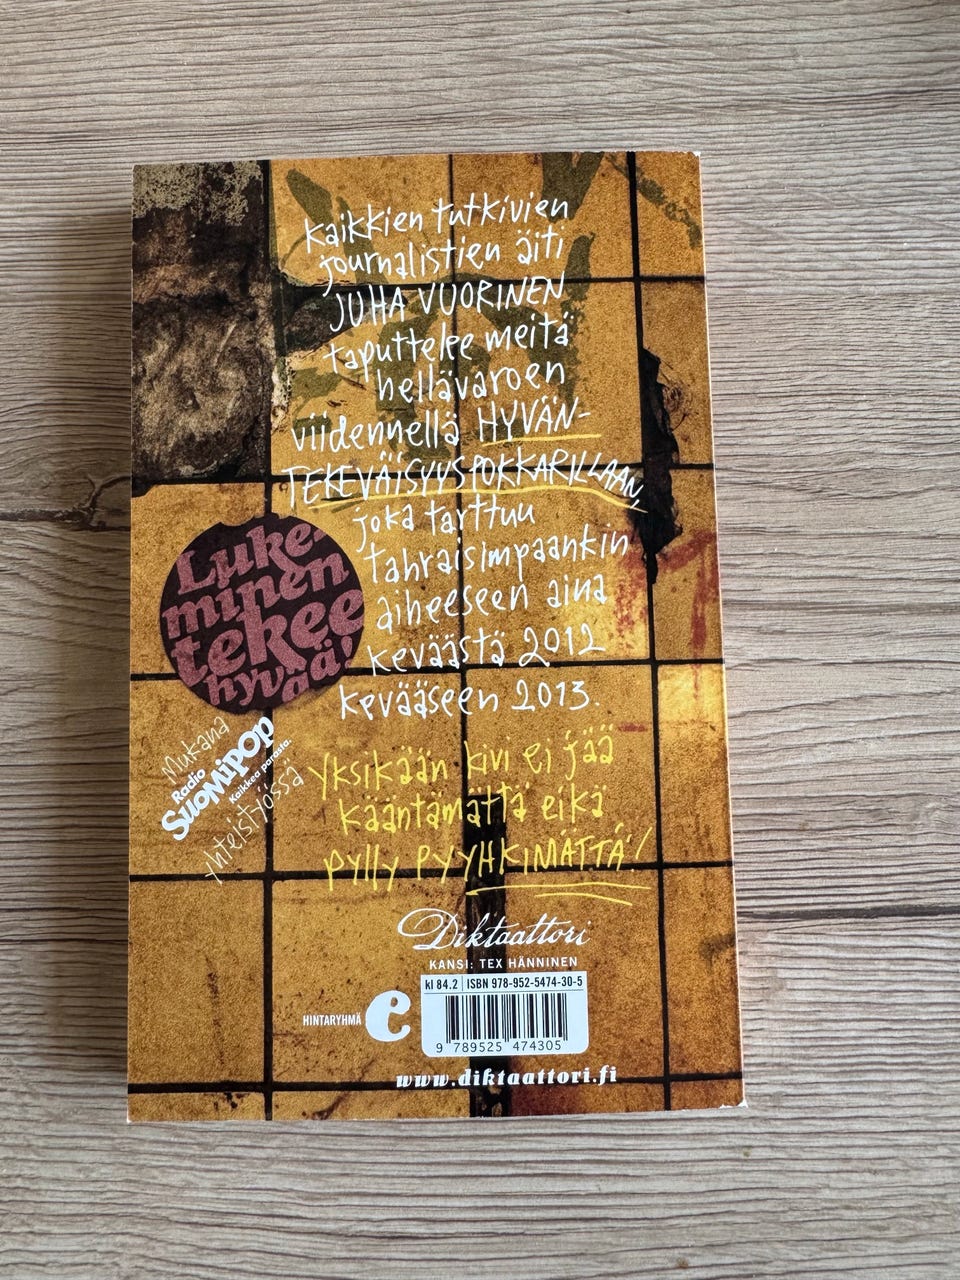 kaikkien tutkivien
journalistien äiti
JUHA VUORINEN
taputtelee meitä
hellävaroen
viidennellä HYVÄN-
TEKEVÄISYYSPOKKARILLAAN,
joka tarttuu
tahraisimpaankin
aiheeseen aina
keväästä 2012
kevääseen 2013.
Luke-
minen
tekee
hyvää!
Mukana
Radio
SUOMIPOP
Kaikkea parasta.
yhteistyössä
Yksikään kivi ei jää
kääntämättä eikä
pylly PYYHKIMÄTTÄ!
Diktaattori
KANSI: TEX HÄNNINEN
kl 84.2 | ISBN 978-952-5474-30-5
HINTARYHMÄ e
9 789525 474305
www.diktaattori.fi